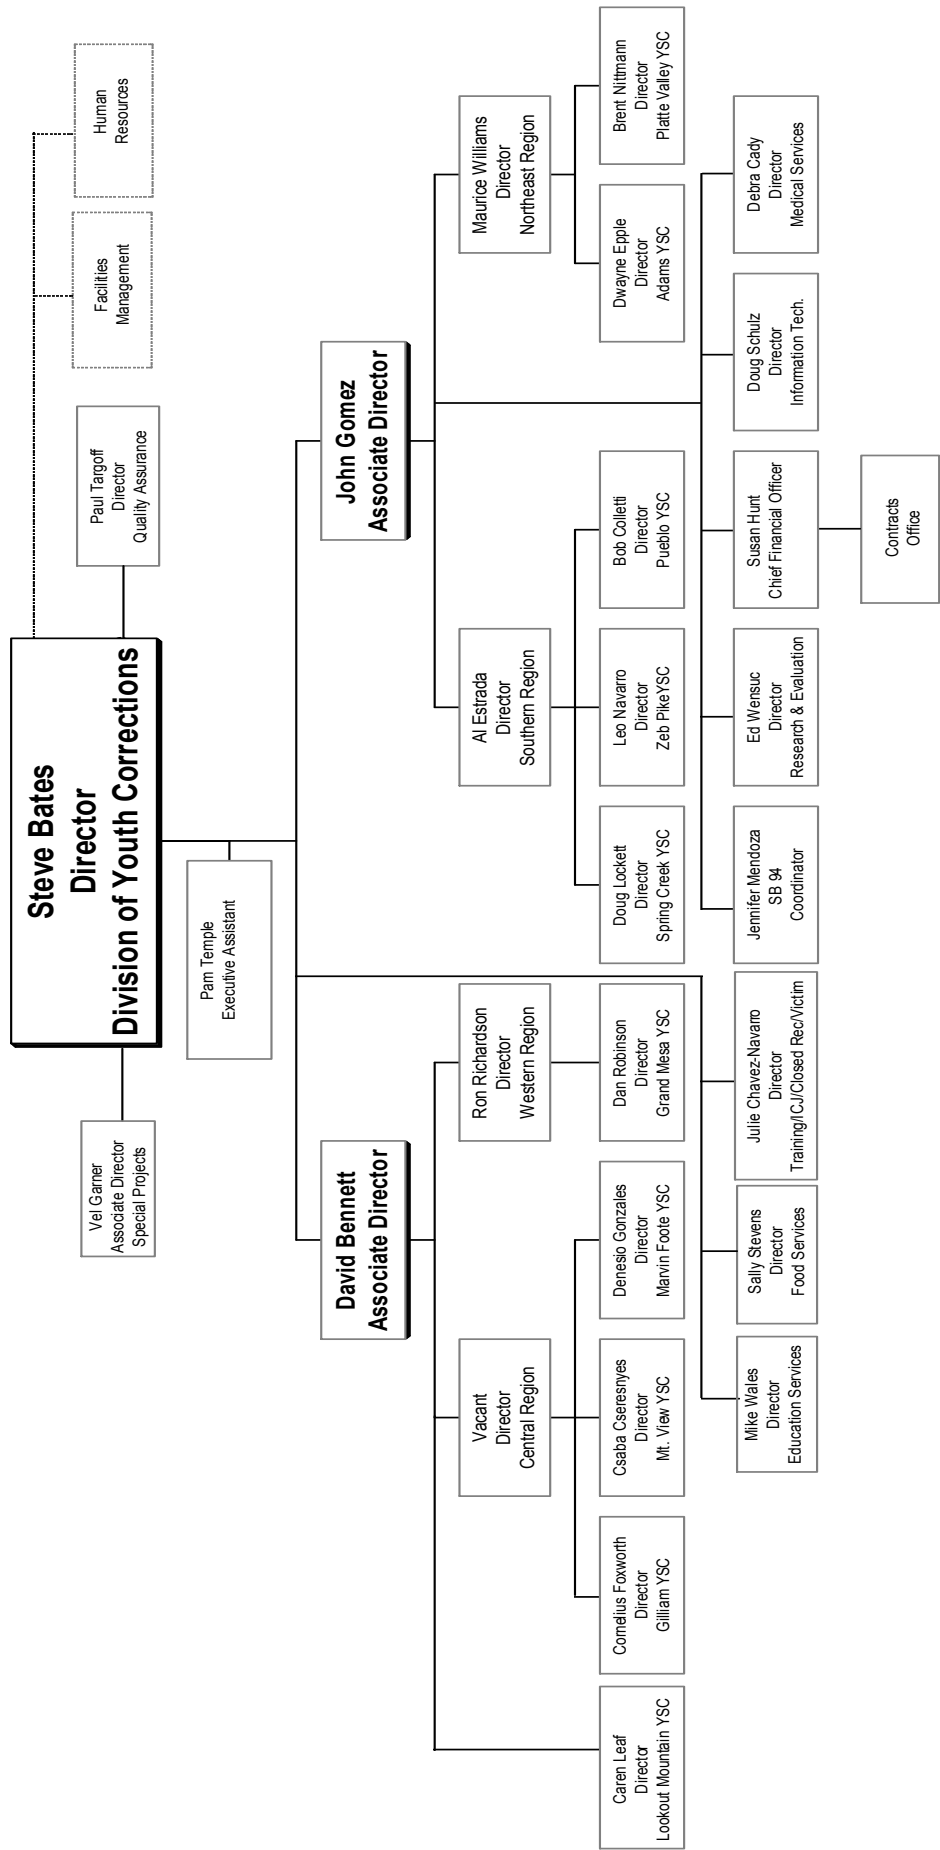 Steve Bates
Director
Division of Youth Corrections
Vel Garner
Associate Director
Special Projects
Paul Targoff
Director
Quality Assurance
Facilities
Management
Human
Resources
Pam Temple
Executive Assistant
David Bennett
Associate Director
John Gomez
Associate Director
Vacant
Director
Central Region
Ron Richardson
Director
Western Region
Al Estrada
Director
Southern Region
Maurice Williams
Director
Northeast Region
Caren Leaf
Director
Lookout Mountain YSC
Cornelius Foxworth
Director
Gilliam YSC
Csaba Cseresnyes
Director
Mt. View YSC
Denesio Gonzales
Director
Marvin Foote YSC
Dan Robinson
Director
Grand Mesa YSC
Doug Lockett
Director
Spring Creek YSC
Leo Navarro
Director
Zeb PikeYSC
Bob Colletti
Director
Pueblo YSC
Dwayne Epple
Director
Adams YSC
Brent Nittmann
Director
Platte Valley YSC
Mike Wales
Director
Education Services
Sally Stevens
Director
Food Services
Julie Chavez-Navarro
Director
Training/ICJ/Closed Rec/Victim
Jennifer Mendoza
SB 94
Coordinator
Ed Wensuc
Director
Research & Evaluation
Susan Hunt
Chief Financial Officer
Doug Schulz
Director
Information Tech.
Debra Cady
Director
Medical Services
Contracts
Office